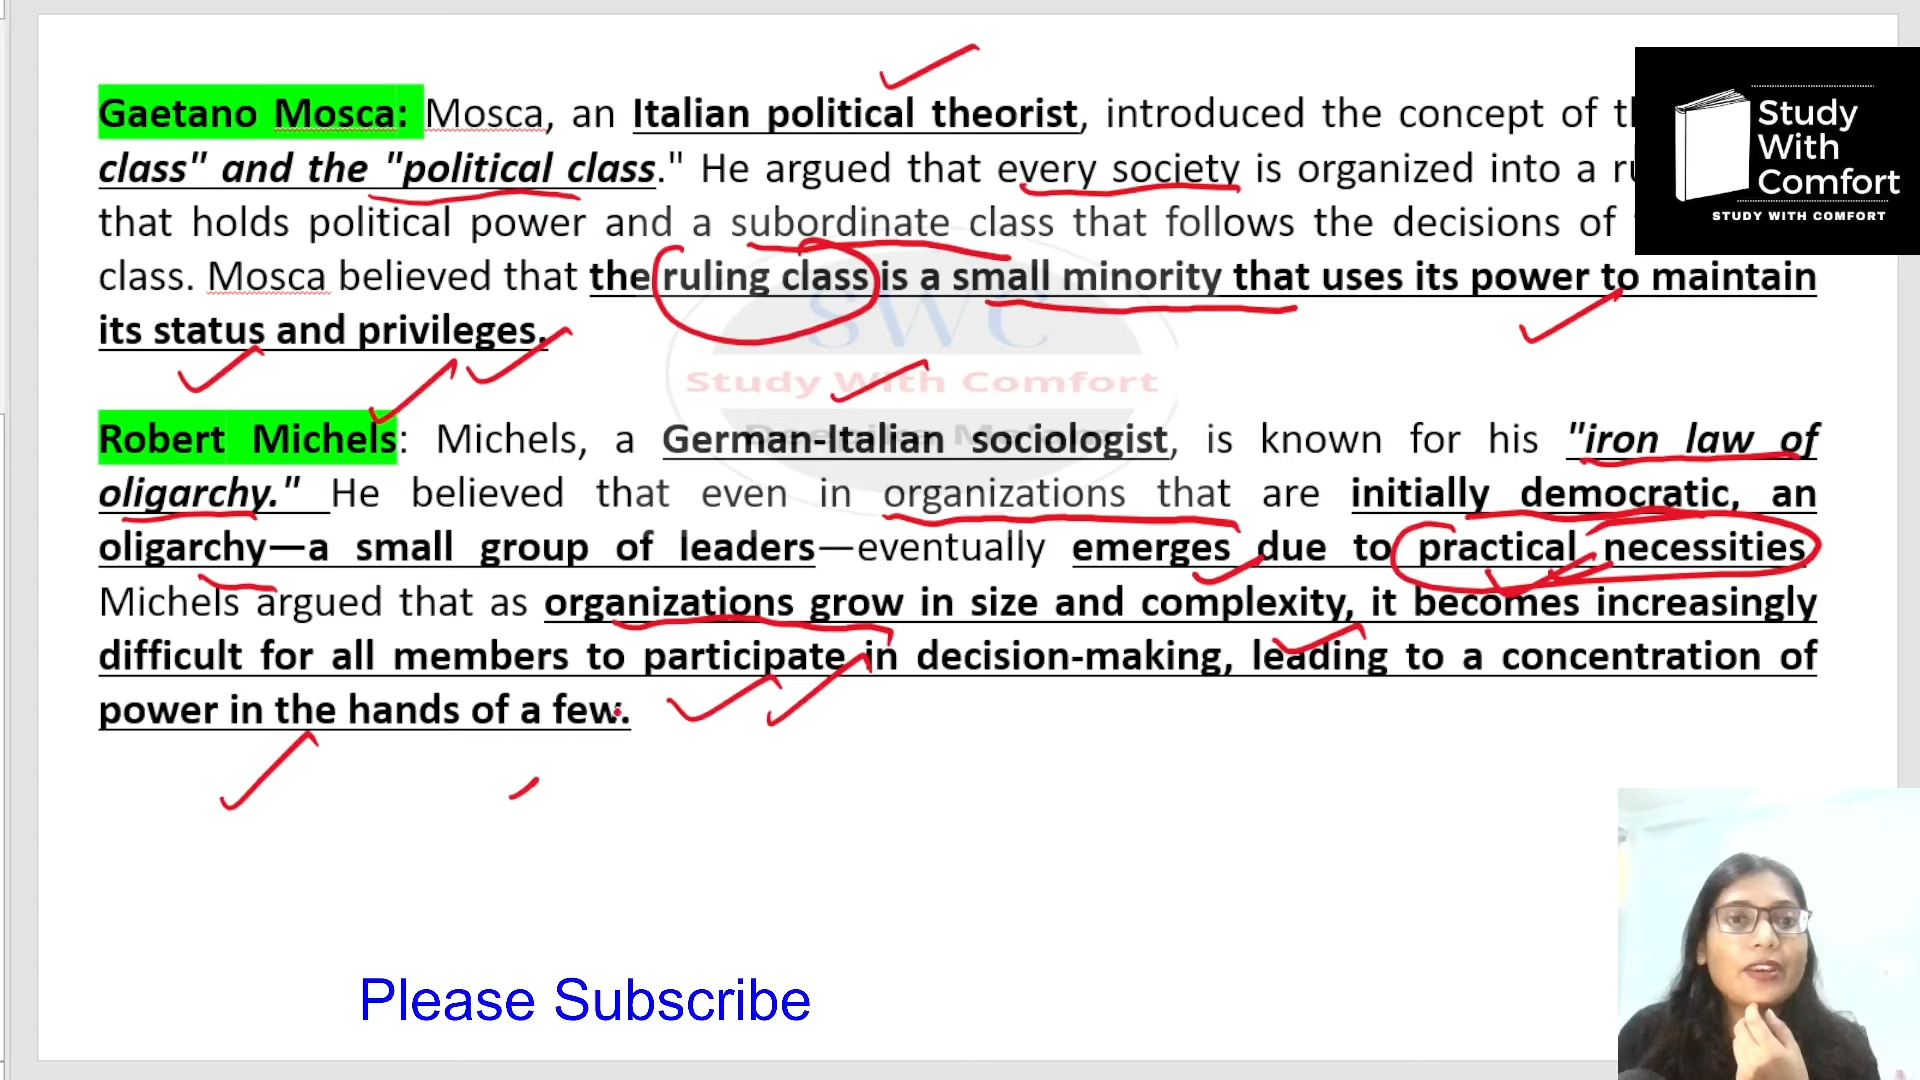 Gaetano Mosca: Mosca, an Italian political theorist, introduced the concept of
class" and the "political class." He argued that every society is organized into a
that holds political power and a subordinate class that follows the decisions of
class. Mosca believed that the ruling class is a small minority that uses its power to maintain
its status and privileges.
Robert Michels: Michels, a German-Italian sociologist, is known for his "iron law of
oligarchy." He believed that even in organizations that are initially democratic, an
oligarchy—a small group of leaders—eventually emerges due to practical necessities
Michels argued that as organizations grow in size and complexity, it becomes increasingly
difficult for all members to participate in decision-making, leading to a concentration of
power in the hands of a few.
Study
With
Comfort
STUDY WITH COMFORT
SWC
Study With Comfort
Please Subscribe